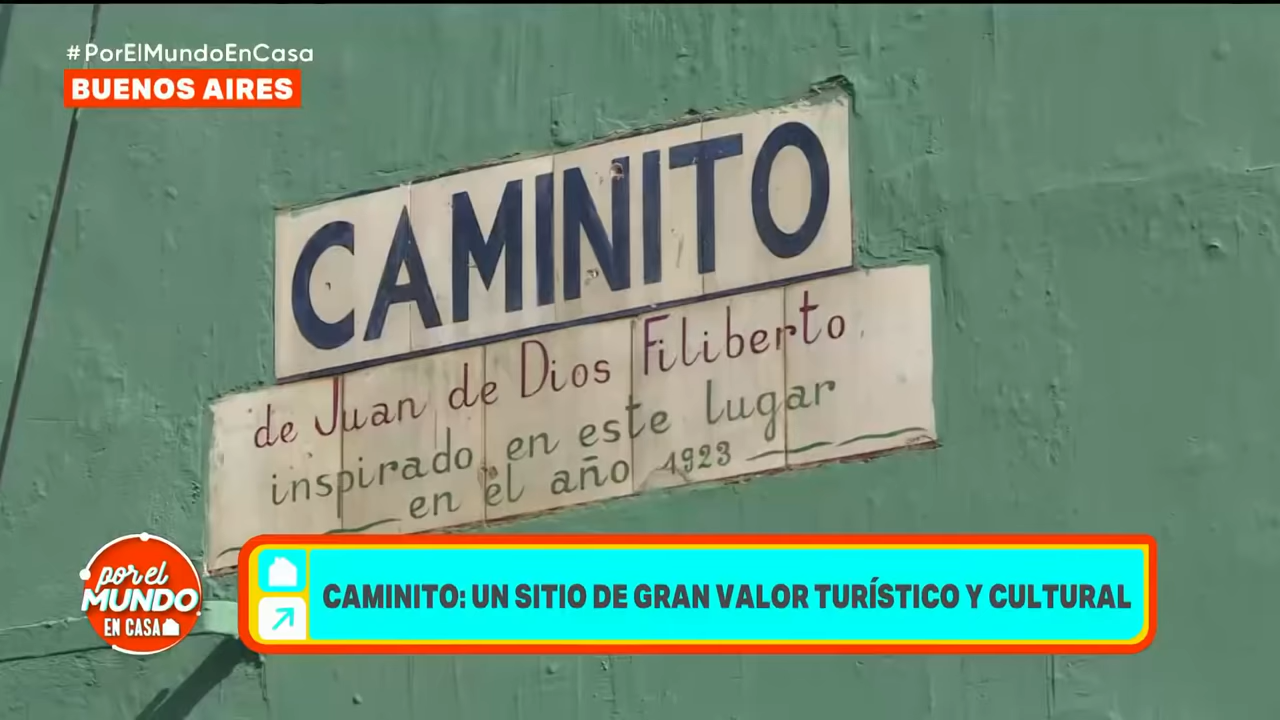 #PorElMundoEnCasa
BUENOS AIRES
CAMINITO
de Juan de Dios Filiberto
inspirado en este lugar
en el año 1923
por el
MUNDO
EN CASA
CAMINITO: UN SITIO DE GRAN VALOR TURÍSTICO Y CULTURAL